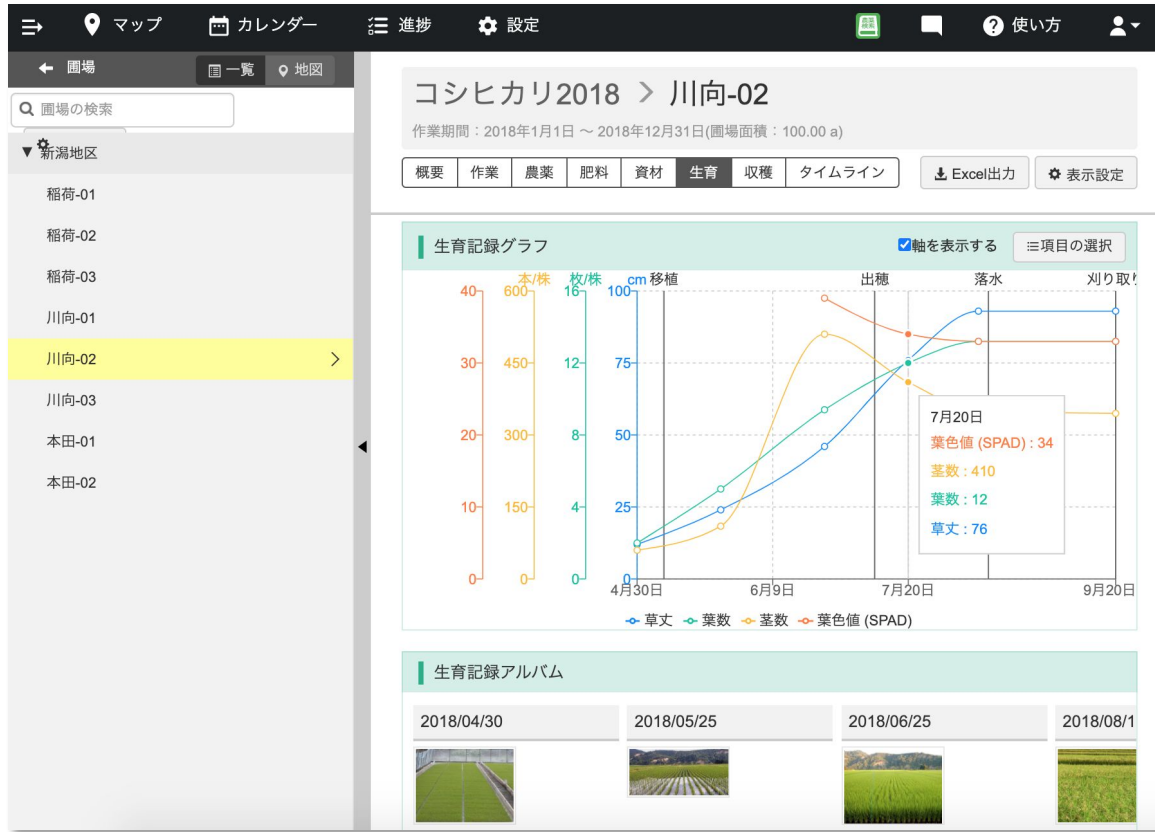 マップ カレンダー 進捗 設定 使い方
圃場 一覧 地図
圃場の検索
▼新潟地区
稲荷-01
稲荷-02
稲荷-03
川向-01
川向-02
川向-03
本田-01
本田-02
コシヒカリ2018 > 川向-02
作業期間:2018年1月1日 ~ 2018年12月31日(圃場面積:100.00 a)
概要 作業 農薬 肥料 資材 生育 収穫 タイムライン Excel出力 表示設定
生育記録グラフ 軸を表示する 項目の選択
本/株 枚/株 cm 移植 出穂 落水 刈り取り
40 600 16 100
30 450 12 75
20 300 8 50
10 150 4 25
0 0 0 0
7月20日
葉色値 (SPAD) : 34
茎数 : 410
葉数 : 12
草丈 : 76
4月30日 6月9日 7月20日 9月20日
草丈 葉数 茎数 葉色値 (SPAD)
生育記録アルバム
2018/04/30 2018/05/25 2018/06/25 2018/08/1